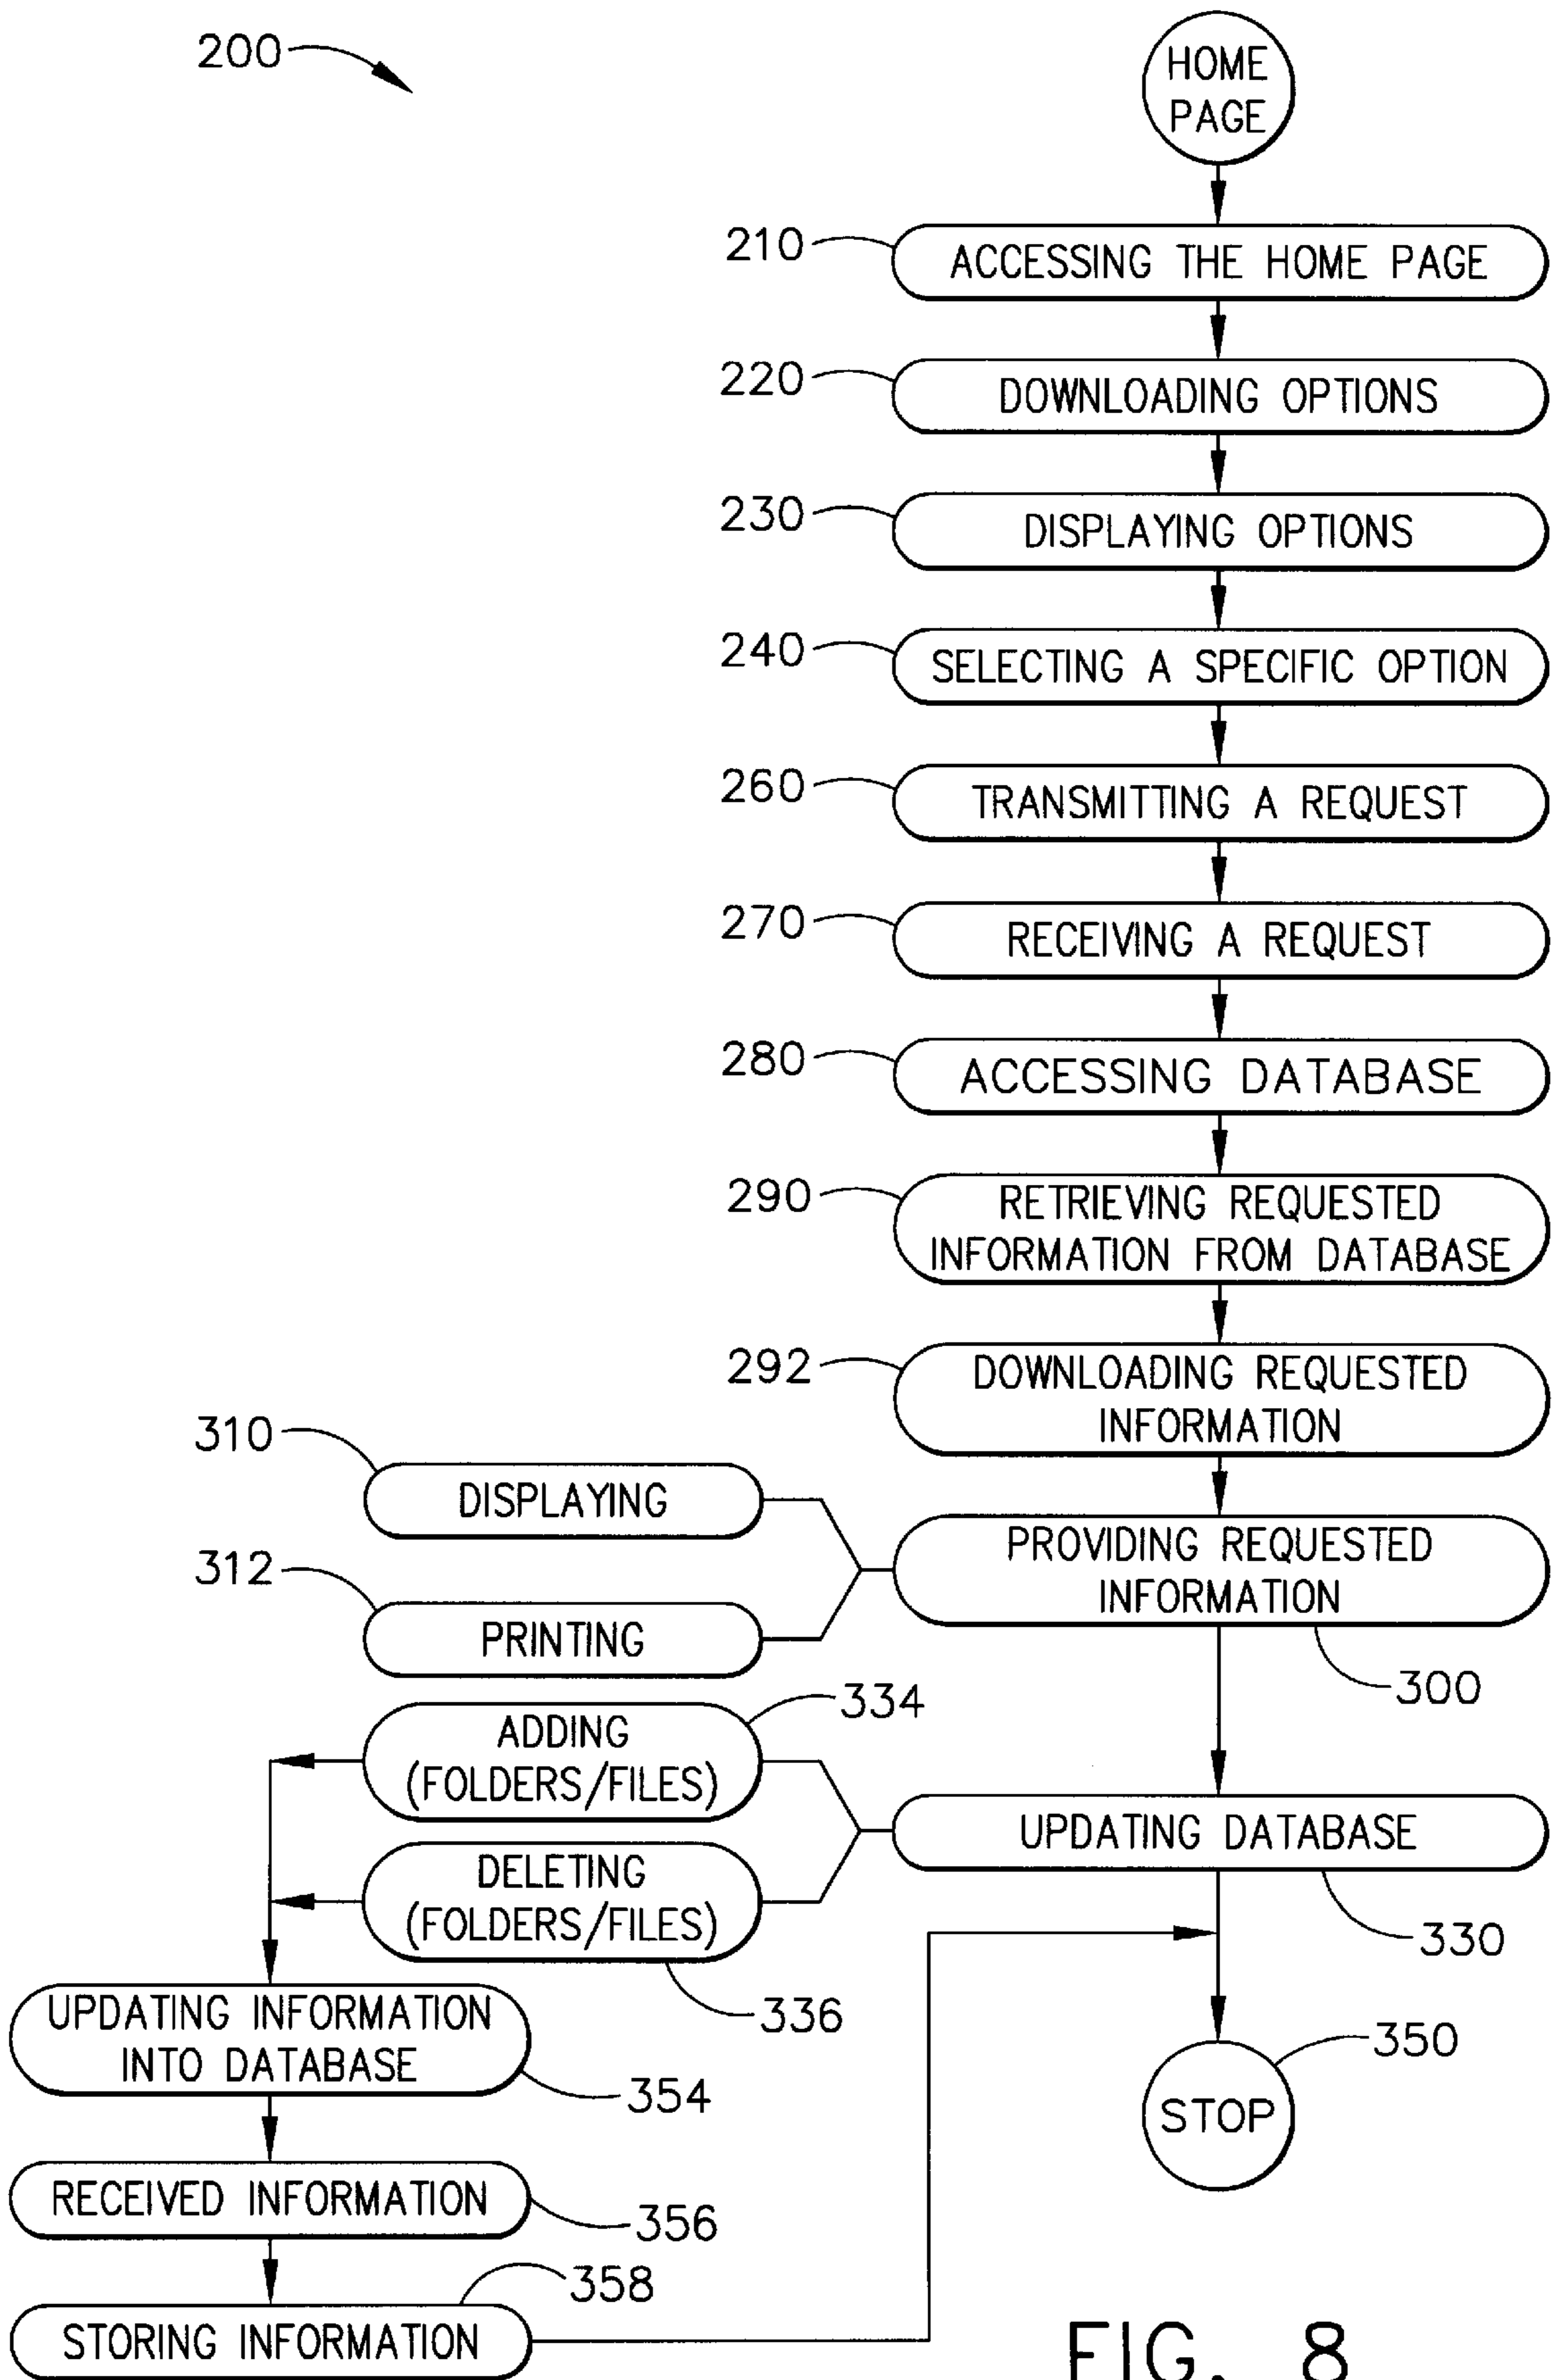 200
HOME
PAGE
210
ACCESSING THE HOME PAGE
220
DOWNLOADING OPTIONS
230
DISPLAYING OPTIONS
240
SELECTING A SPECIFIC OPTION
260
TRANSMITTING A REQUEST
270
RECEIVING A REQUEST
280
ACCESSING DATABASE
290
RETRIEVING REQUESTED
INFORMATION FROM DATABASE
292
DOWNLOADING REQUESTED
INFORMATION
310
DISPLAYING
312
PRINTING
PROVIDING REQUESTED
INFORMATION
300
334
ADDING
(FOLDERS/FILES)
DELETING
(FOLDERS/FILES)
336
UPDATING DATABASE
330
UPDATING INFORMATION
INTO DATABASE
354
RECEIVED INFORMATION
356
358
STORING INFORMATION
350
STOP
FIG. 8